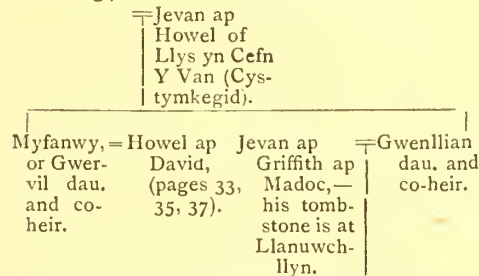 Jevan ap
Howel of
Llys yn Cefn
Y Van (Cys-
tymkegid).
Myfanwy, = Howel ap
or Gwer-
vil dau.
and co-
heir.
David,
(pages 33,
35, 37).
Jevan ap
Griffith ap
Madoc,—
his tomb-
stone is at
Llanuwch-
llyn.
Gwenllian
dau. and
co-heir.